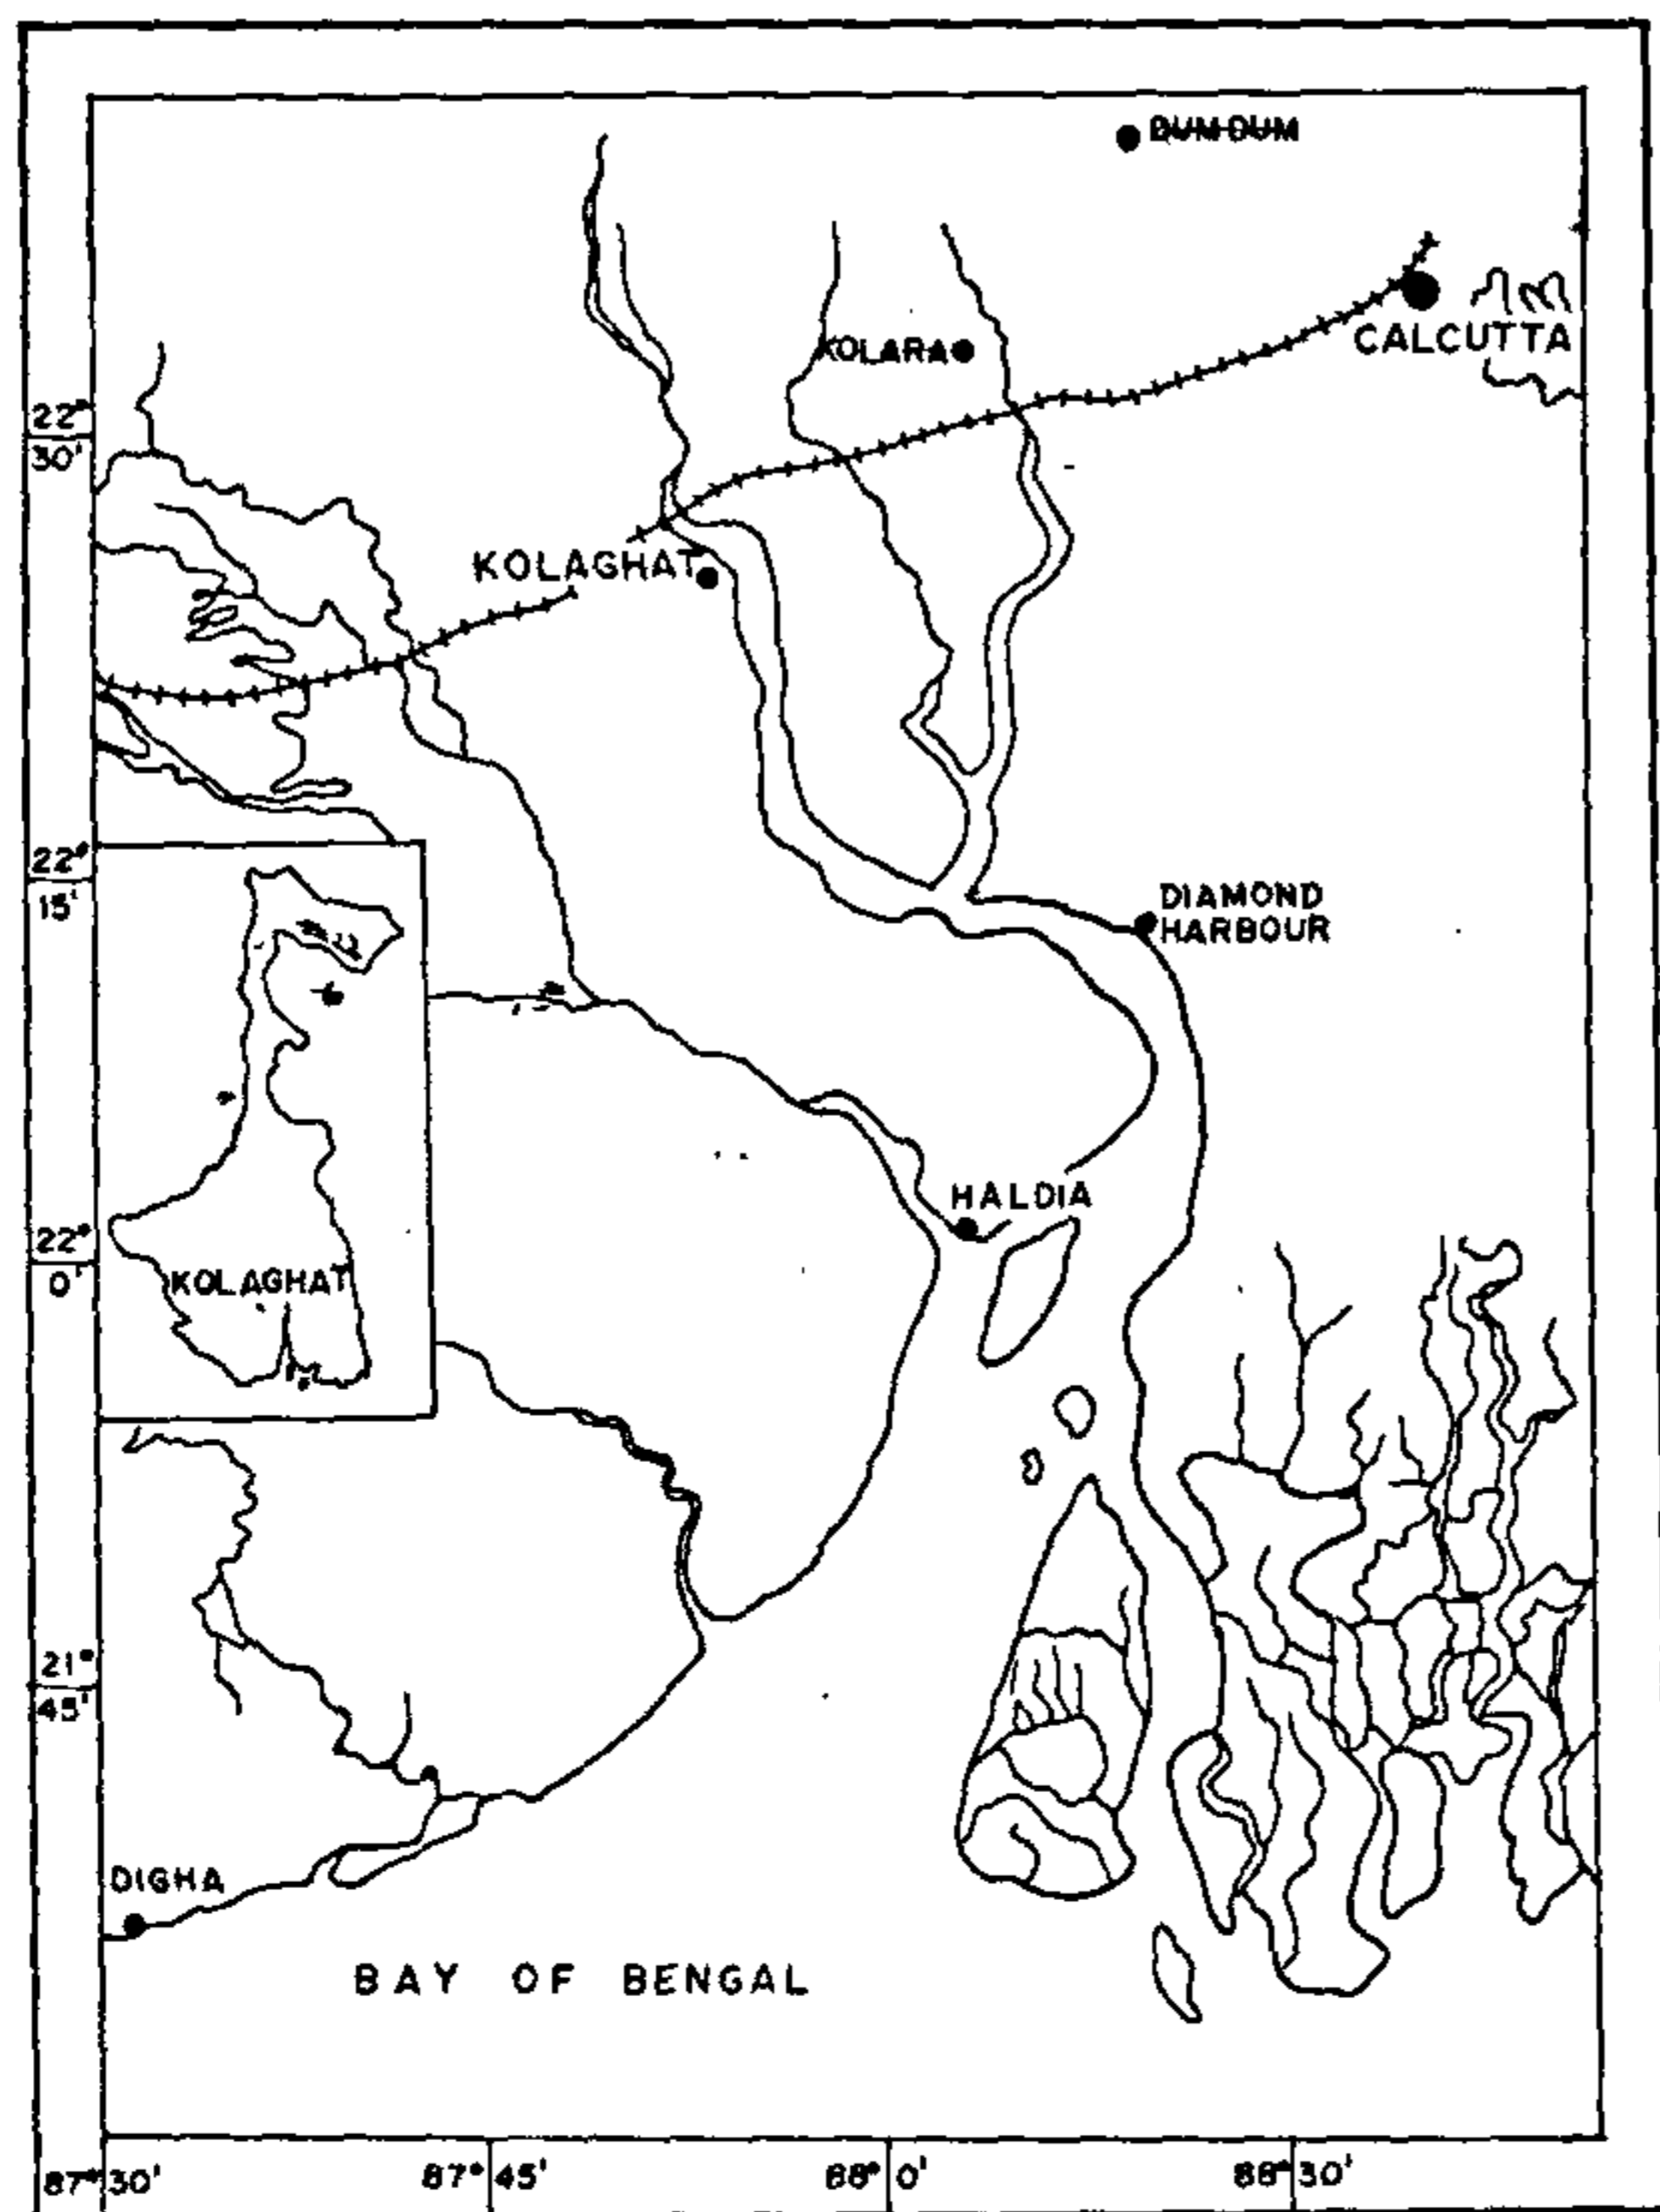 DUM DUM
CALCUTTA
KOLARA
22°
30'
KOLAGHAT
22°
15'
DIAMOND
HARBOUR
HALDIA
22°
0'
KOLAGHAT
21°
45'
DIGHA
BAY OF BENGAL
87° 30' 87° 45' 88° 0' 88° 30'